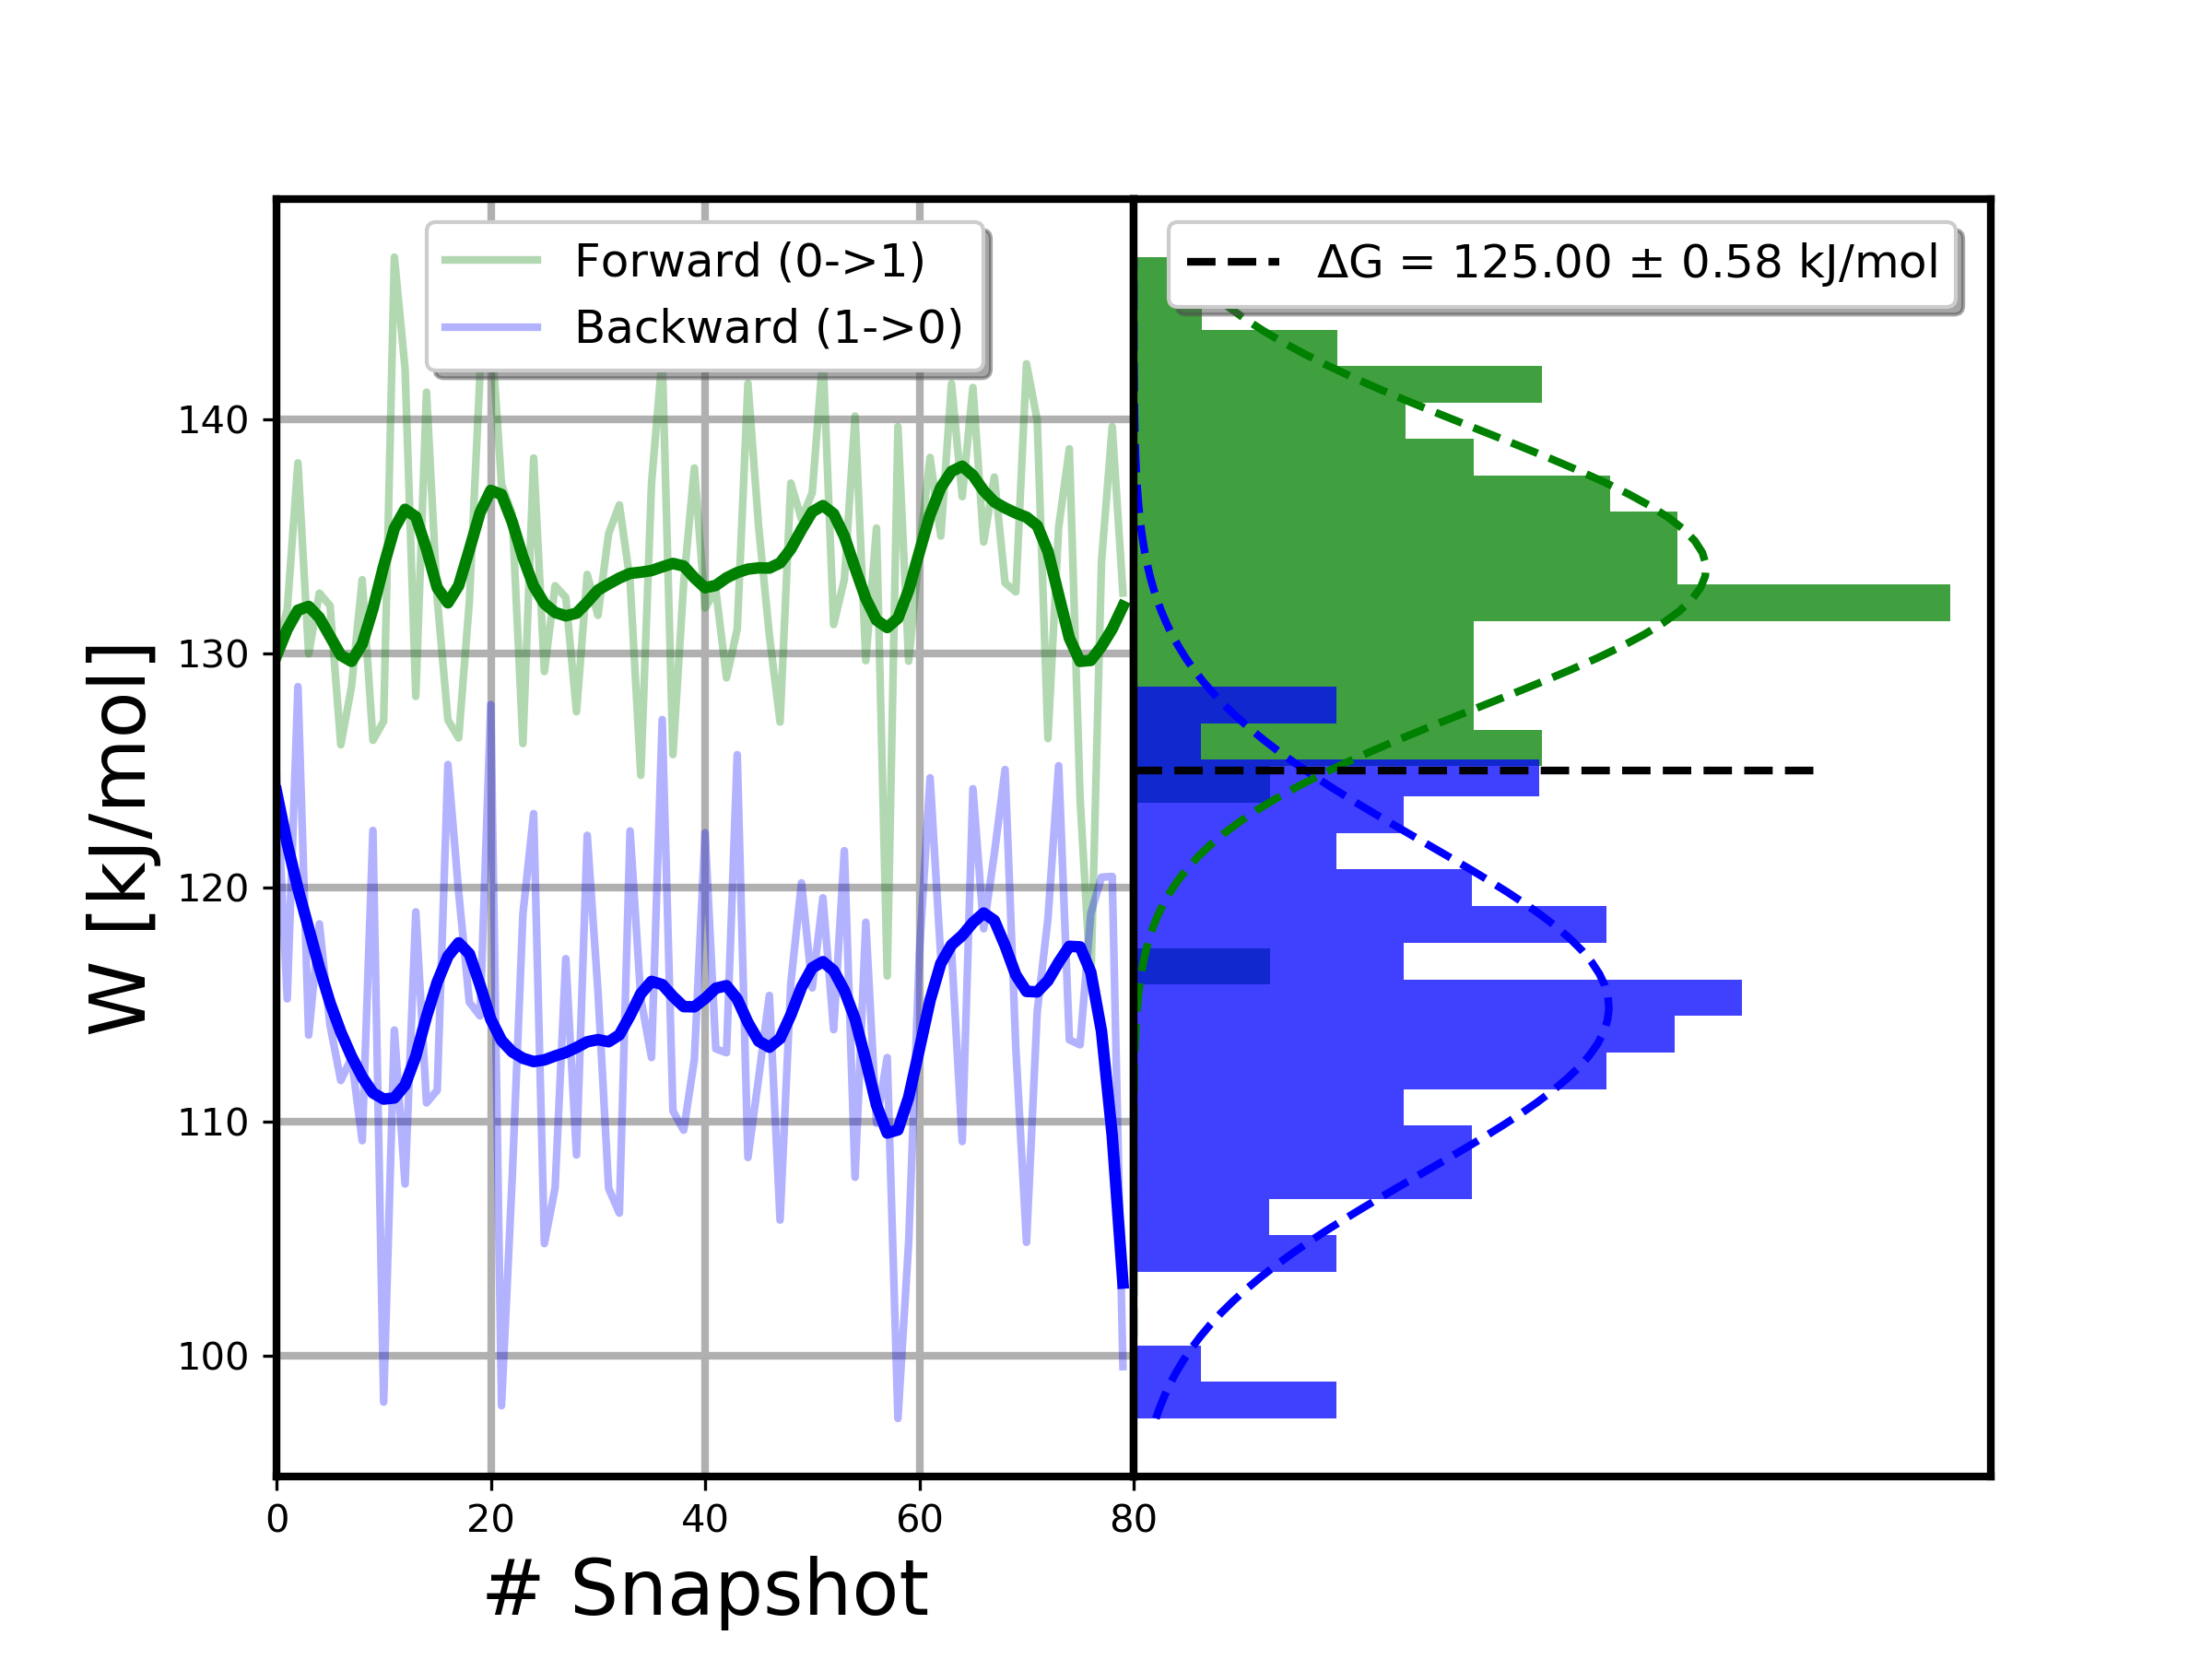 Forward (0->1)
Backward (1->0)
ΔG = 125.00 ± 0.58 kJ/mol
140
130
120
110
100
W [kJ/mol]
0 20 40 60 80
# Snapshot